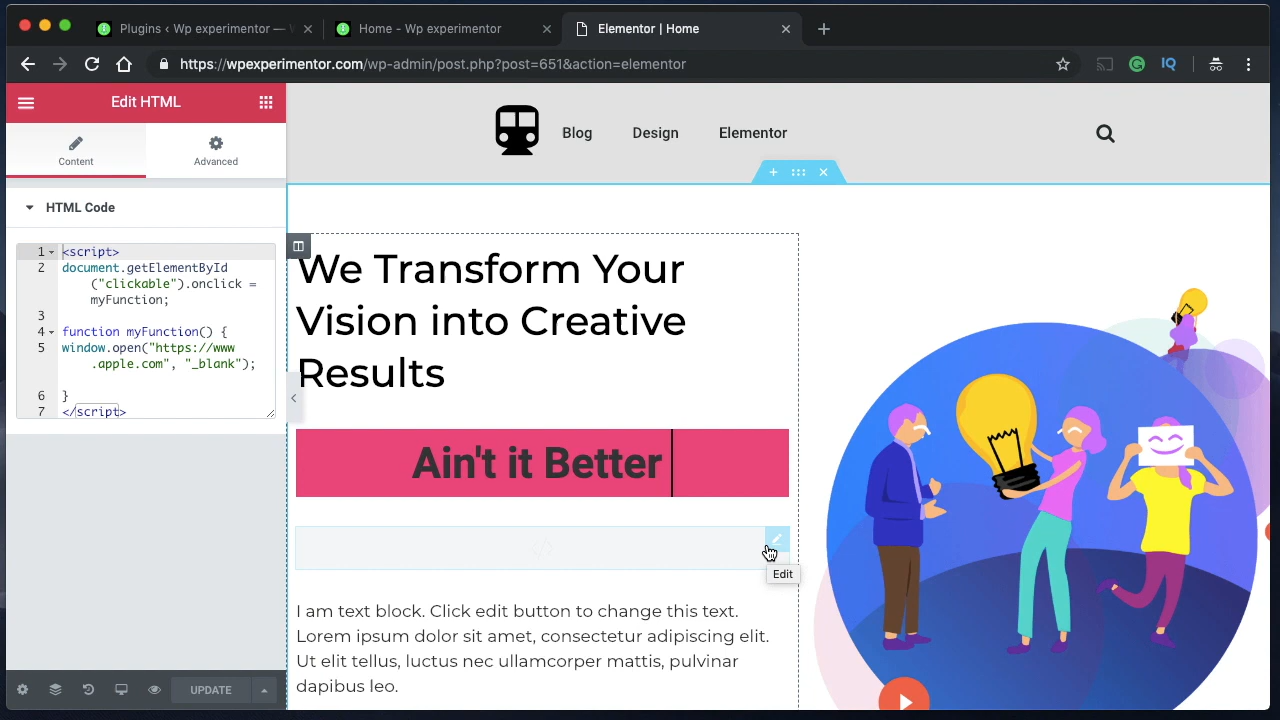 Plugins ‹ Wp experimentor —
Home - Wp experimentor
Elementor | Home
https://wpexperimentor.com/wp-admin/post.php?post=651&action=elementor
IQ
Edit HTML
Content
Advanced
HTML Code
1 <script>
2 document.getElementById
("clickable").onclick =
myFunction;
3
4 function myFunction() {
5 window.open("https://www
.apple.com", "_blank");
6 }
7 </script>
UPDATE
Blog
Design
Elementor
We Transform Your
Vision into Creative
Results
Ain't it Better
Edit
I am text block. Click edit button to change this text.
Lorem ipsum dolor sit amet, consectetur adipiscing elit.
Ut elit tellus, luctus nec ullamcorper mattis, pulvinar
dapibus leo.